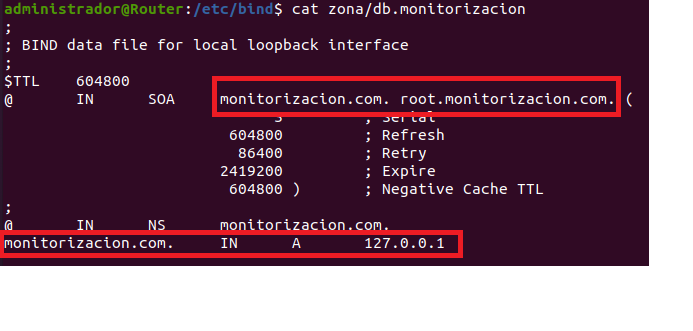 administrador@Router:/etc/bind$ cat zona/db.monitorizacion
;
; BIND data file for local loopback interface
;
$TTL    604800
@       IN      SOA     monitorizacion.com. root.monitorizacion.com. (
; Serial
604800         ; Refresh
86400         ; Retry
2419200         ; Expire
604800 )       ; Negative Cache TTL
;
@       IN      NS      monitorizacion.com.
monitorizacion.com.     IN      A       127.0.0.1